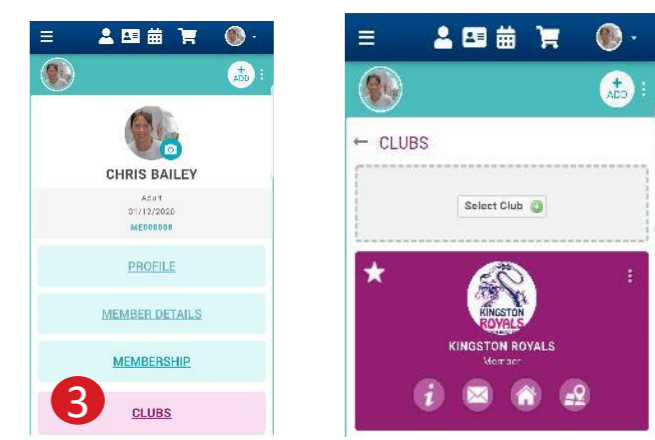 +
ADD
CHRIS BAILEY
Adult
31/12/2020
ME000008
PROFILE
MEMBER DETAILS
MEMBERSHIP
3
CLUBS
+
ADD
← CLUBS
Select Club
KINGSTON
ROYALS
KINGSTON ROYALS
Member
i